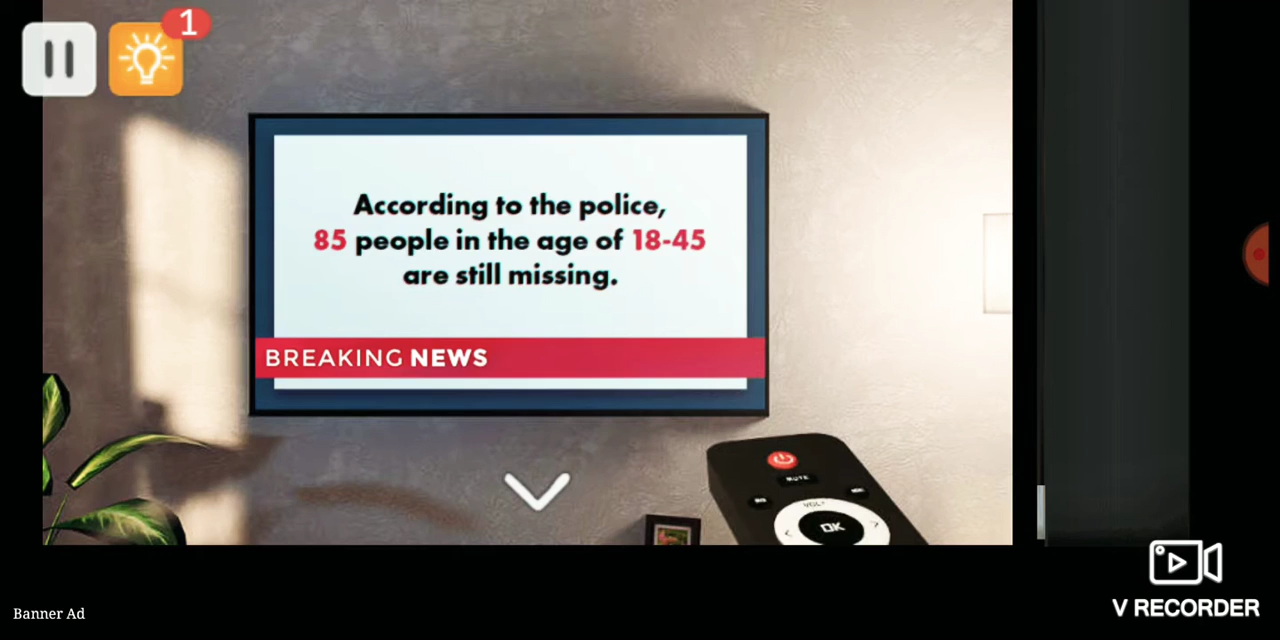 1
According to the police,
85 people in the age of 18-45
are still missing.
BREAKING NEWS
MUTE
VOL+
OK
V RECORDER
Banner Ad